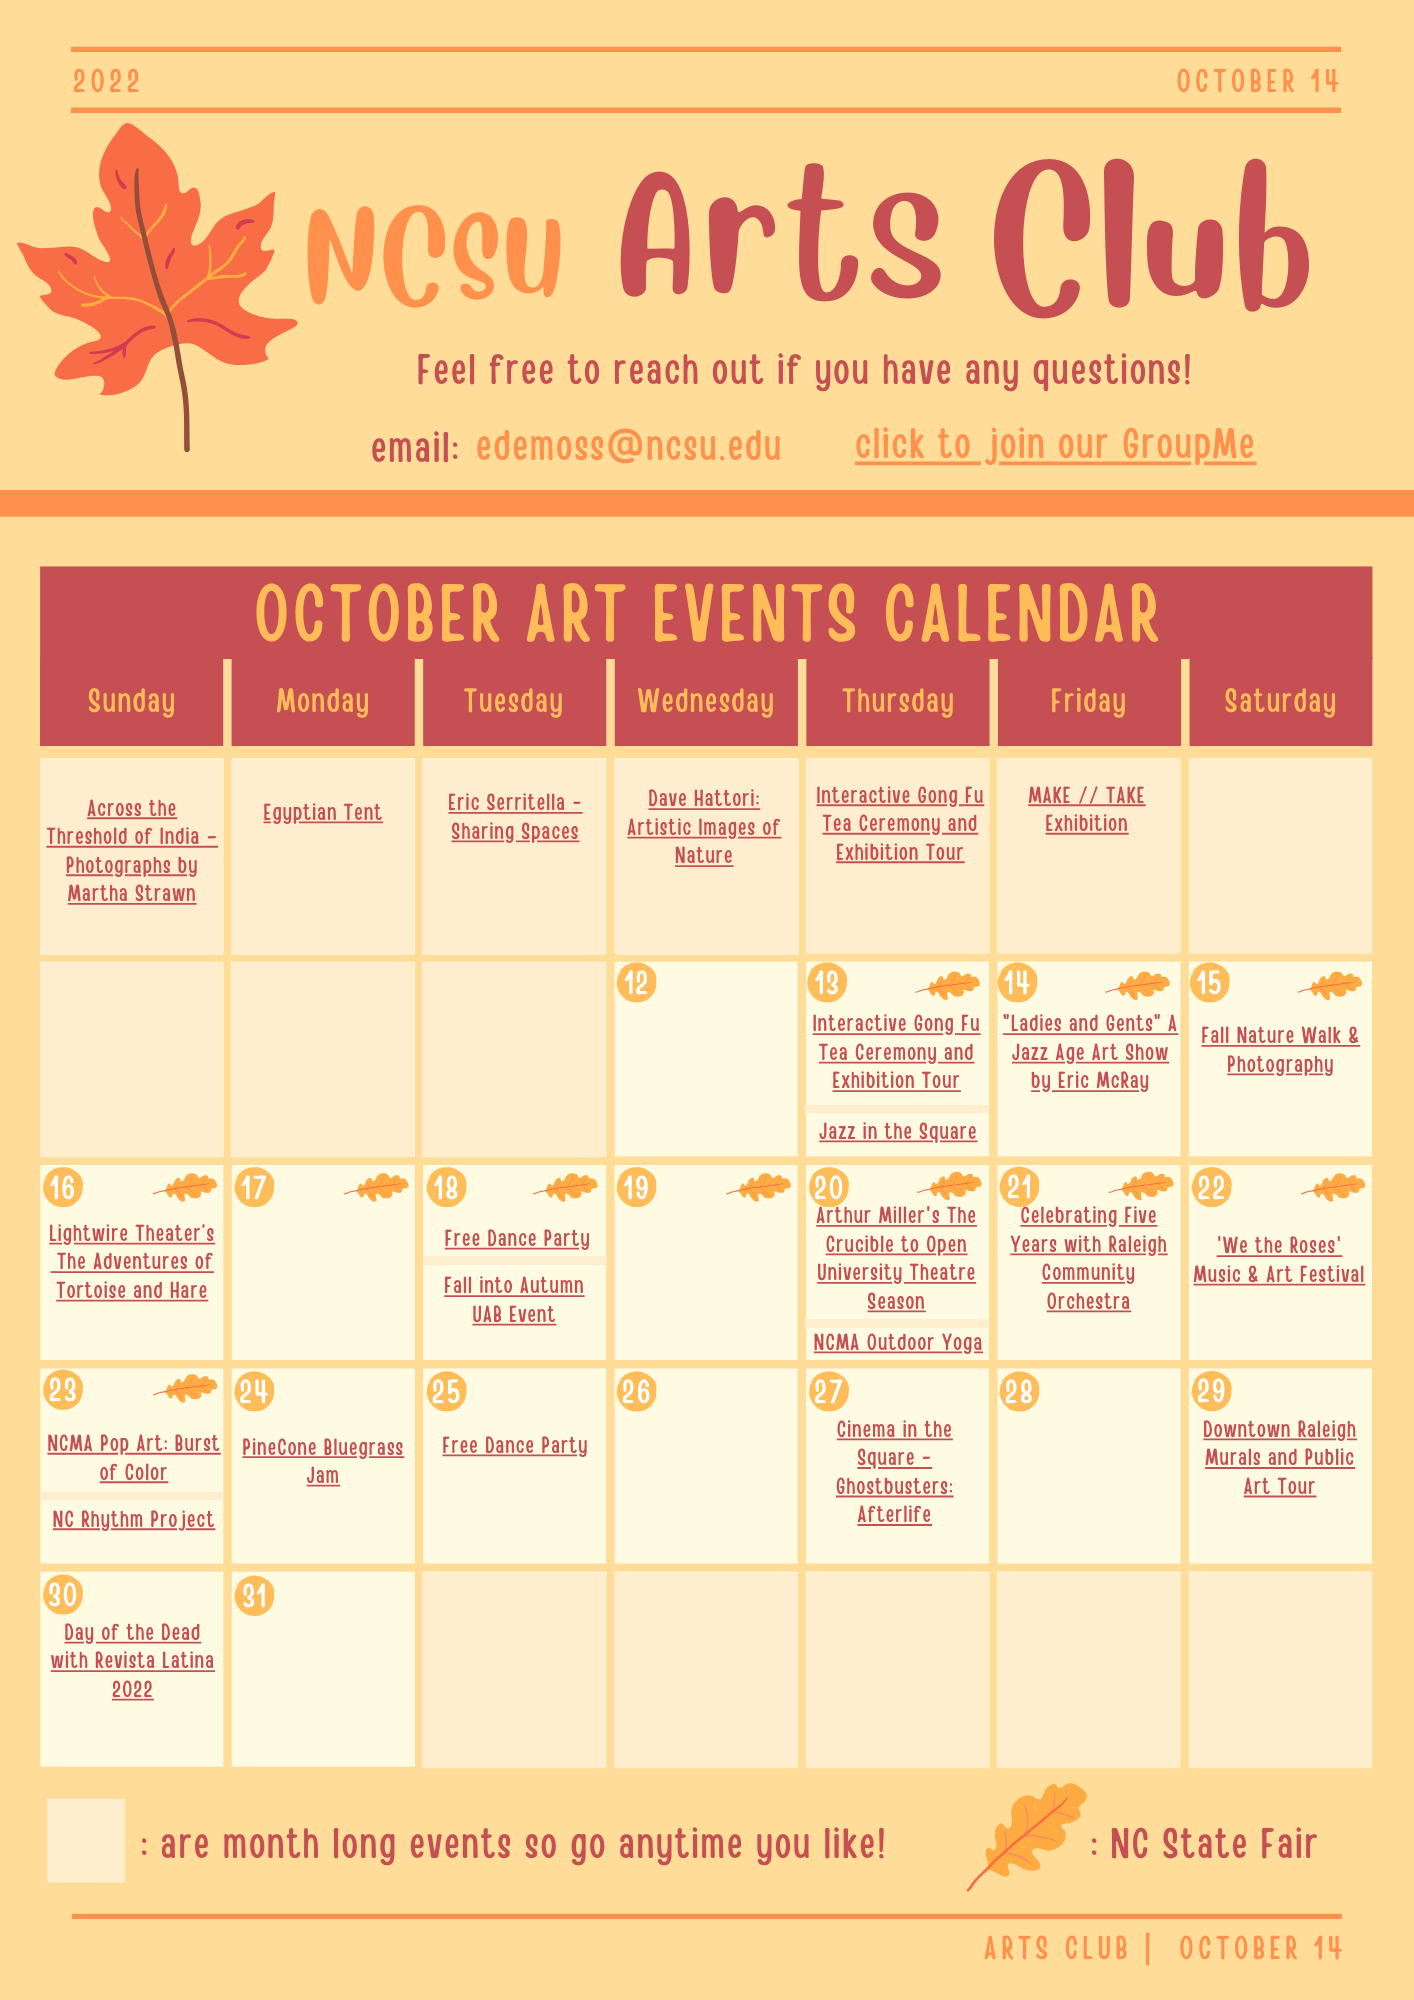 2022
OCTOBER 14
NCSU Arts Club
Feel free to reach out if you have any questions!
email: edemoss@ncsu.edu
click to join our GroupMe
OCTOBER ART EVENTS CALENDAR
Sunday
Monday
Tuesday
Wednesday
Thursday
Friday
Saturday
Across the
Threshold of India -
Photographs by
Martha Strawn
Egyptian Tent
Eric Serritella -
Sharing Spaces
Dave Hattori:
Artistic Images of
Nature
Interactive Gong Fu
Tea Ceremony and
Exhibition Tour
MAKE // TAKE
Exhibition
12
13
Interactive Gong Fu
Tea Ceremony and
Exhibition Tour
Jazz in the Square
14
"Ladies and Gents" A
Jazz Age Art Show
by Eric McRay
15
Fall Nature Walk &
Photography
16
Lightwire Theater's
The Adventures of
Tortoise and Hare
17
18
Free Dance Party
Fall into Autumn
UAB Event
19
20
Arthur Miller's The
Crucible to Open
University Theatre
Season
NCMA Outdoor Yoga
21
Celebrating Five
Years with Raleigh
Community
Orchestra
22
'We the Roses'
Music & Art Festival
23
NCMA Pop Art: Burst
of Color
NC Rhythm Project
24
PineCone Bluegrass
Jam
25
Free Dance Party
26
27
Cinema in the
Square -
Ghostbusters:
Afterlife
28
29
Downtown Raleigh
Murals and Public
Art Tour
30
Day of the Dead
with Revista Latina
2022
31
: are month long events so go anytime you like!
: NC State Fair
ARTS CLUB | OCTOBER 14